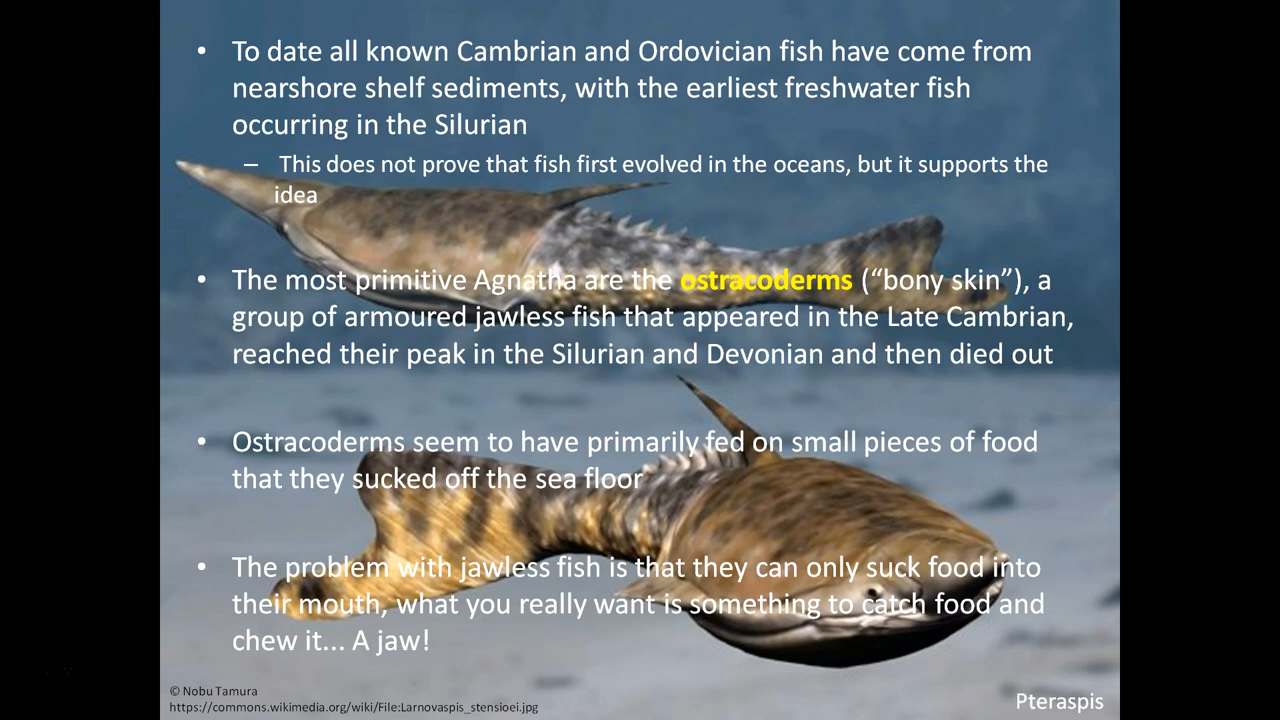 • To date all known Cambrian and Ordovician fish have come from
nearshore shelf sediments, with the earliest freshwater fish
occurring in the Silurian
– This does not prove that fish first evolved in the oceans, but it supports the
idea
• The most primitive Agnatha are the ostracoderms (“bony skin”), a
group of armoured jawless fish that appeared in the Late Cambrian,
reached their peak in the Silurian and Devonian and then died out
• Ostracoderms seem to have primarily fed on small pieces of food
that they sucked off the sea floor
• The problem with jawless fish is that they can only suck food into
their mouth, what you really want is something to catch food and
chew it... A jaw!
© Nobu Tamura
https://commons.wikimedia.org/wiki/File:Larnovaspis_stensioei.jpg
Pteraspis